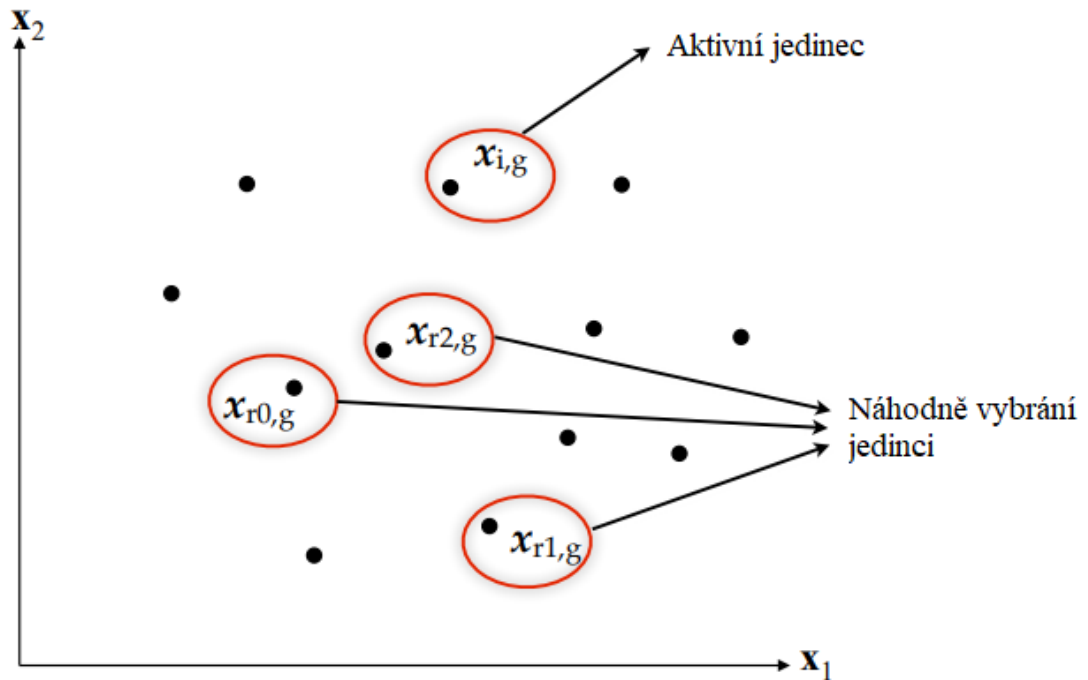 x₂
Aktivní jedinec
xi,g
xr2,g
xr0,g
Náhodně vybrání
jedinci
xr1,g
x₁